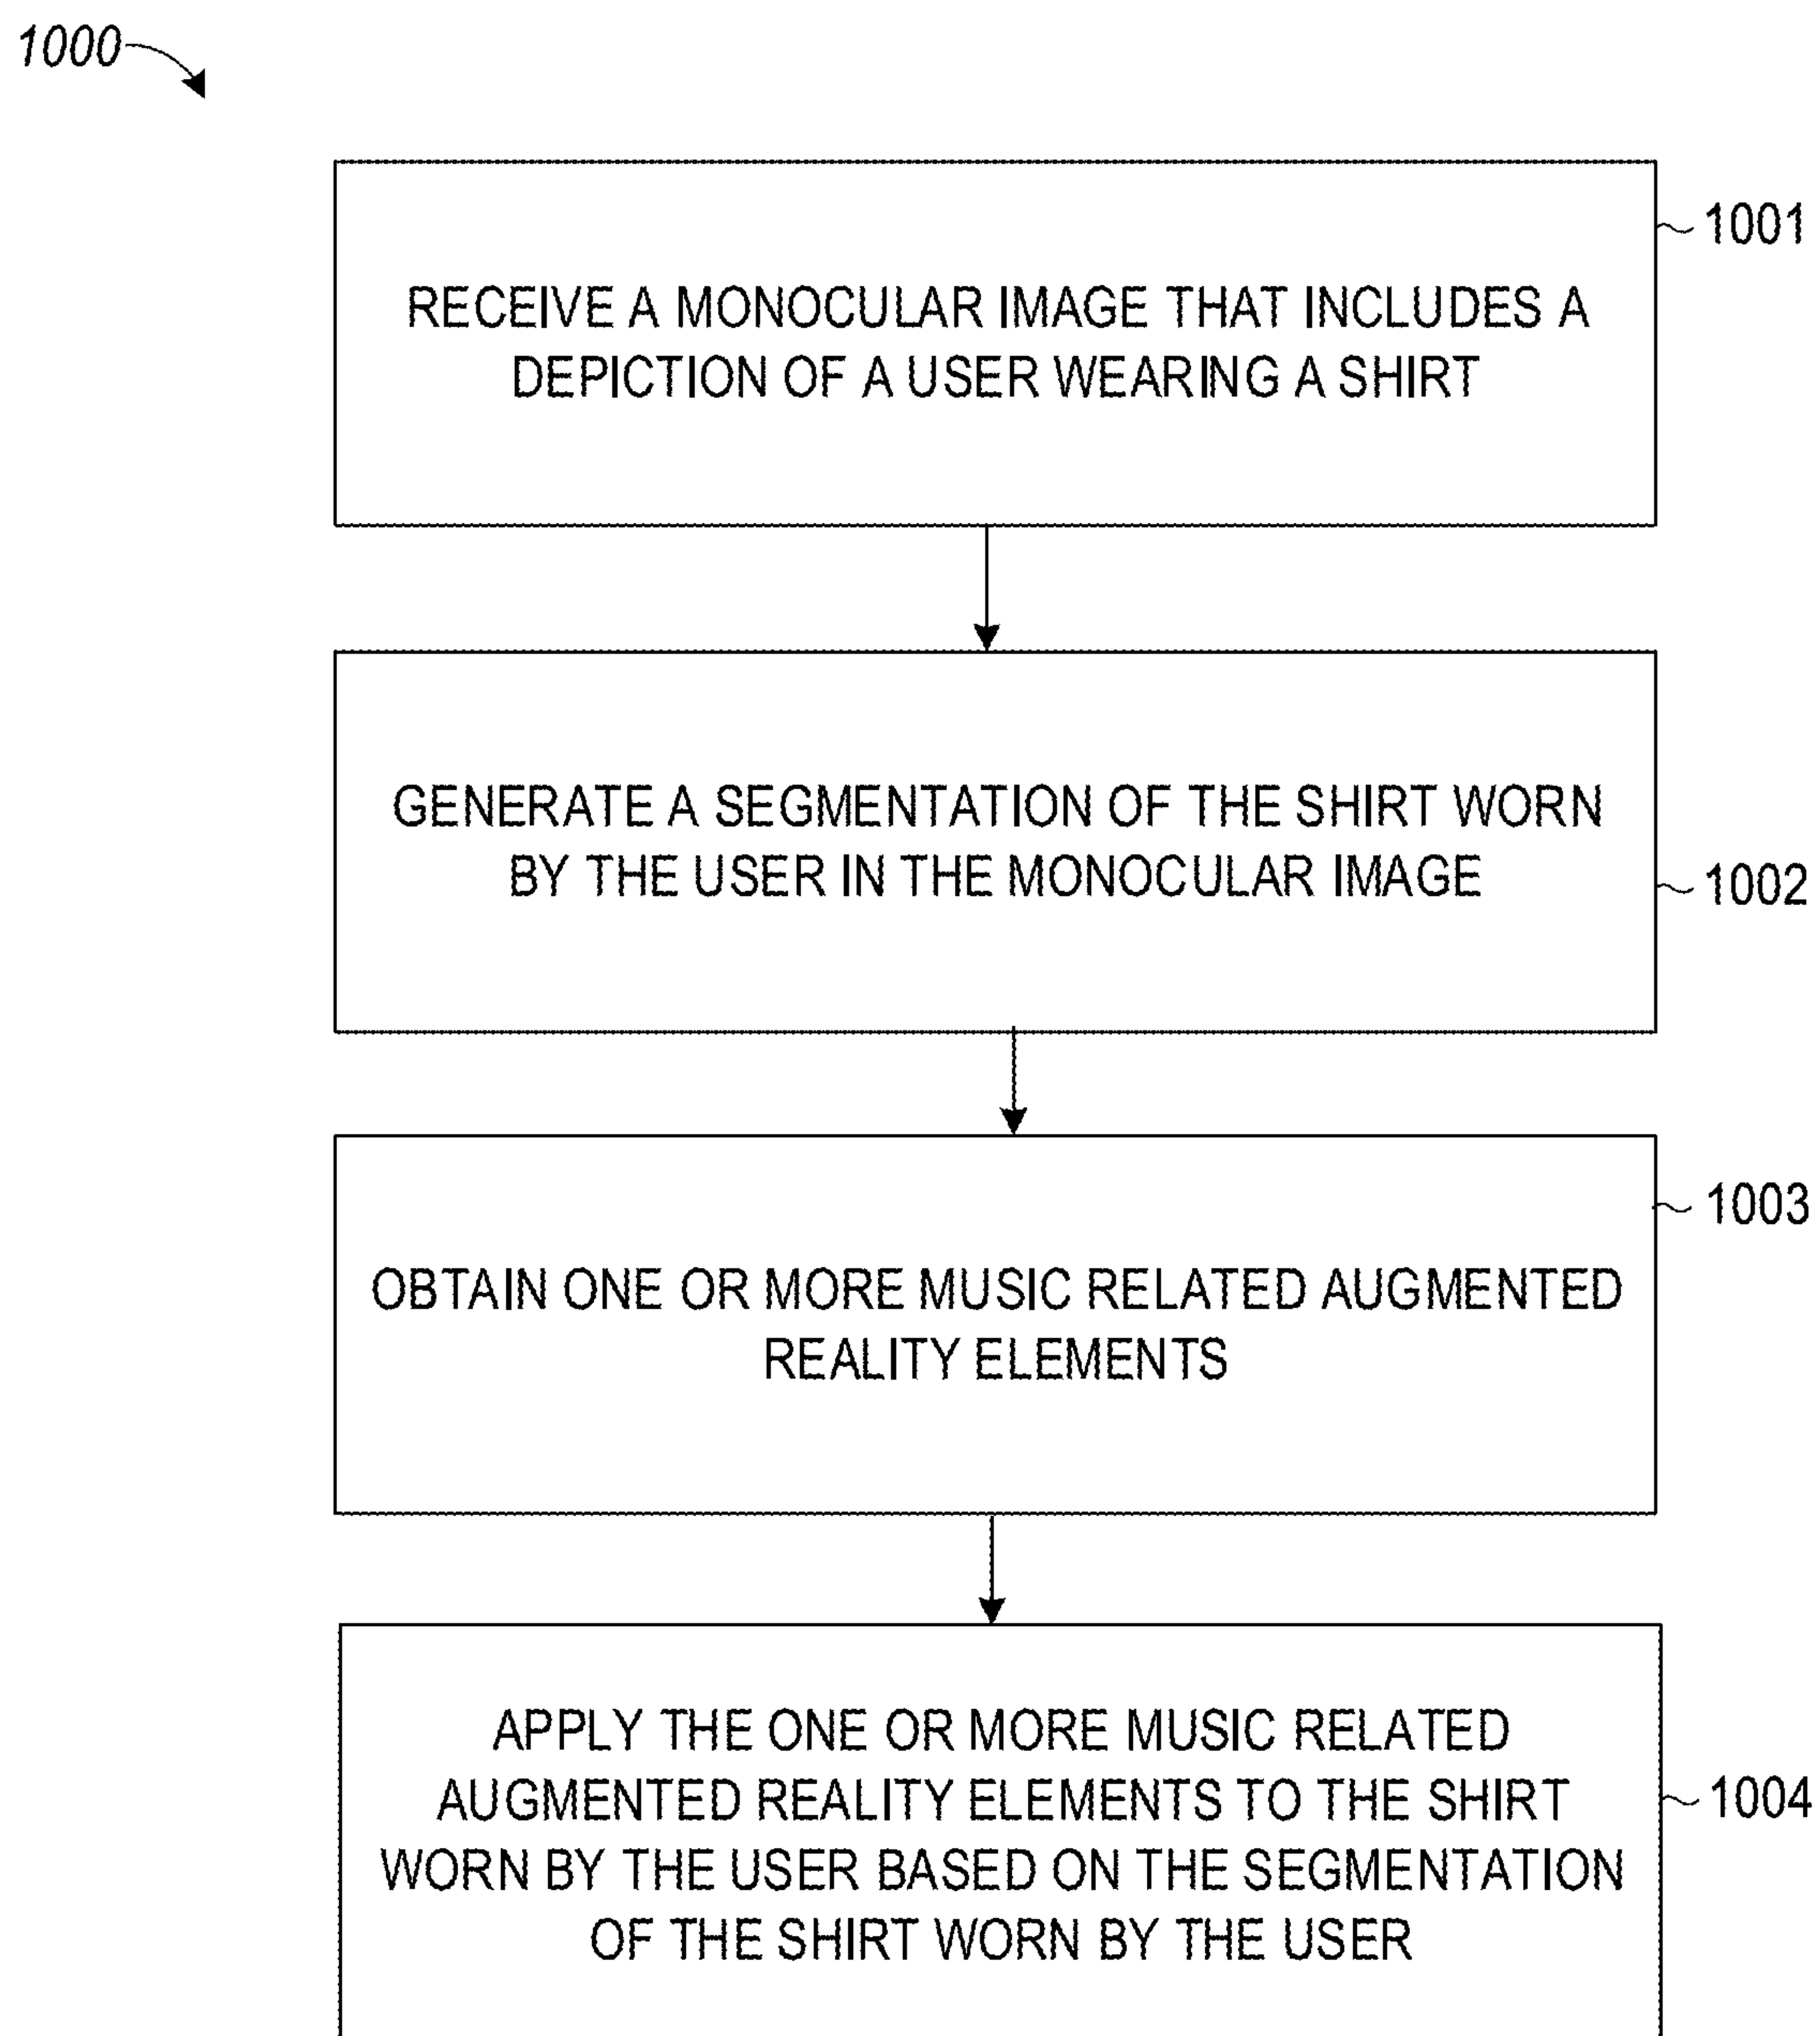 1000
1001
RECEIVE A MONOCULAR IMAGE THAT INCLUDES A
DEPICTION OF A USER WEARING A SHIRT
GENERATE A SEGMENTATION OF THE SHIRT WORN
BY THE USER IN THE MONOCULAR IMAGE
1002
1003
OBTAIN ONE OR MORE MUSIC RELATED AUGMENTED
REALITY ELEMENTS
APPLY THE ONE OR MORE MUSIC RELATED
AUGMENTED REALITY ELEMENTS TO THE SHIRT
1004
WORN BY THE USER BASED ON THE SEGMENTATION
OF THE SHIRT WORN BY THE USER